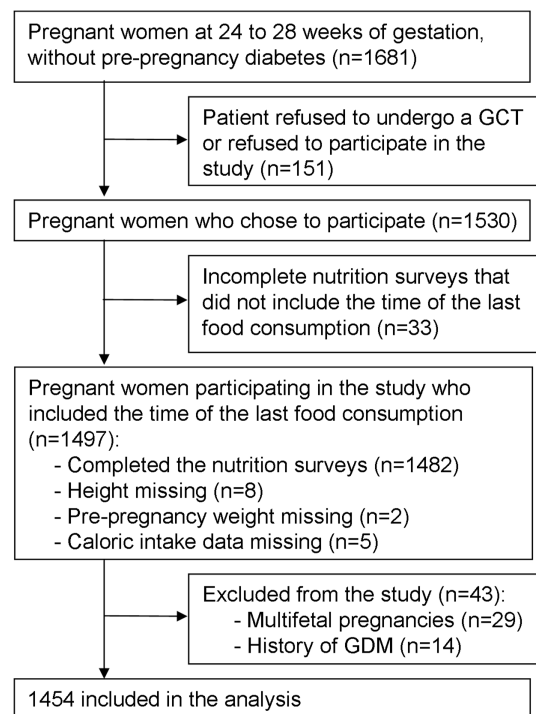 Pregnant women at 24 to 28 weeks of gestation,
without pre-pregnancy diabetes (n=1681)
Patient refused to undergo a GCT
or refused to participate in the
study (n=151)
Pregnant women who chose to participate (n=1530)
Incomplete nutrition surveys that
did not include the time of the last
food consumption (n=33)
Pregnant women participating in the study who
included the time of the last food consumption
(n=1497):
- Completed the nutrition surveys (n=1482)
- Height missing (n=8)
- Pre-pregnancy weight missing (n=2)
- Caloric intake data missing (n=5)
Excluded from the study (n=43):
- Multifetal pregnancies (n=29)
- History of GDM (n=14)
1454 included in the analysis